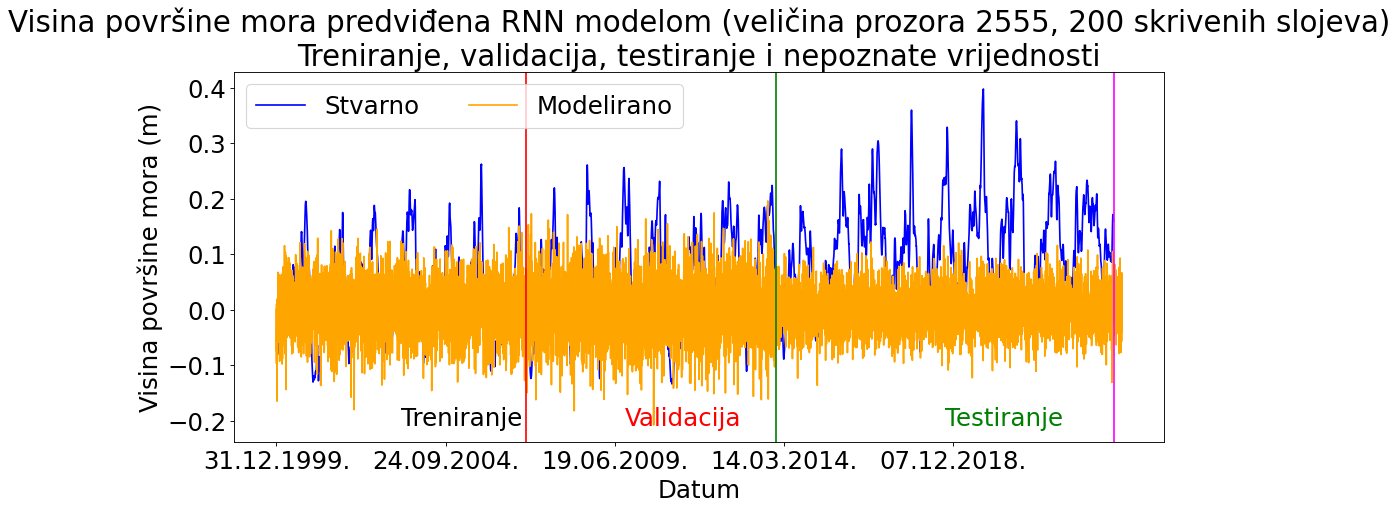 Visina površine mora predviđena RNN modelom (veličina prozora 2555, 200 skrivenih slojeva)
Treniranje, validacija, testiranje i nepoznate vrijednosti
Stvarno
Modelirano
Visina površine mora (m)
0.4
0.3
0.2
0.1
0.0
−0.1
−0.2
Treniranje
Validacija
Testiranje
31.12.1999.
24.09.2004.
19.06.2009.
14.03.2014.
07.12.2018.
Datum